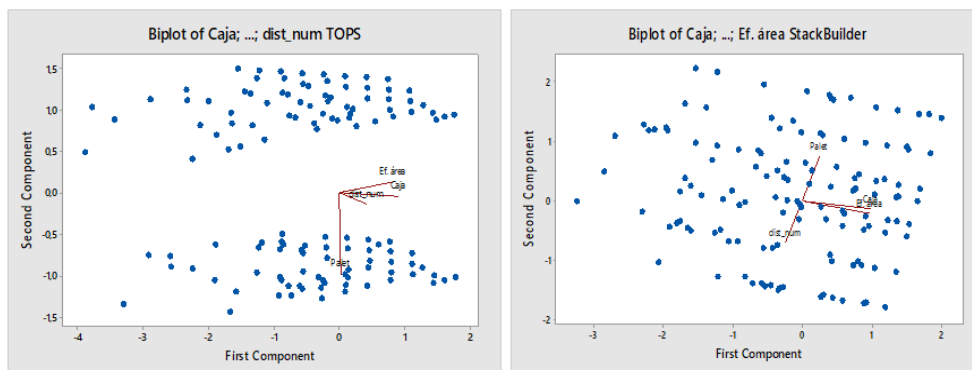 Biplot of Caja; ...; dist_num TOPS
Second Component
1,5
1,0
0,5
0,0
-0,5
-1,0
-1,5
Ef. área
Caja
dist_num
Palet
-4
-3
-2
-1
0
1
2
First Component
Biplot of Caja; ...; Ef. área StackBuilder
Second Component
2
1
0
-1
-2
Palet
Caja
Ef. área
dist_num
-3
-2
-1
0
1
2
First Component